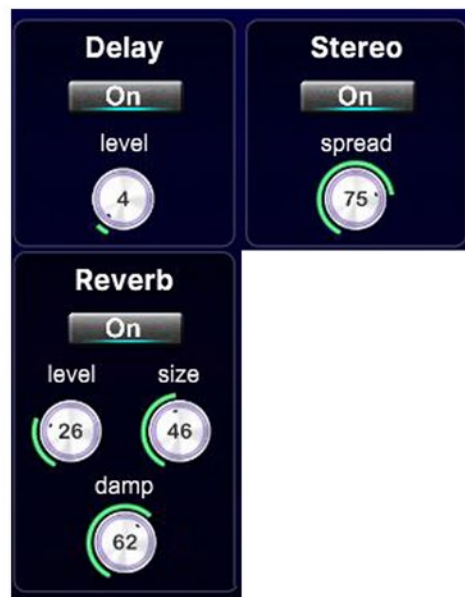 Delay
On
level
4
Stereo
On
spread
75
Reverb
On
level size
26 46
damp
62